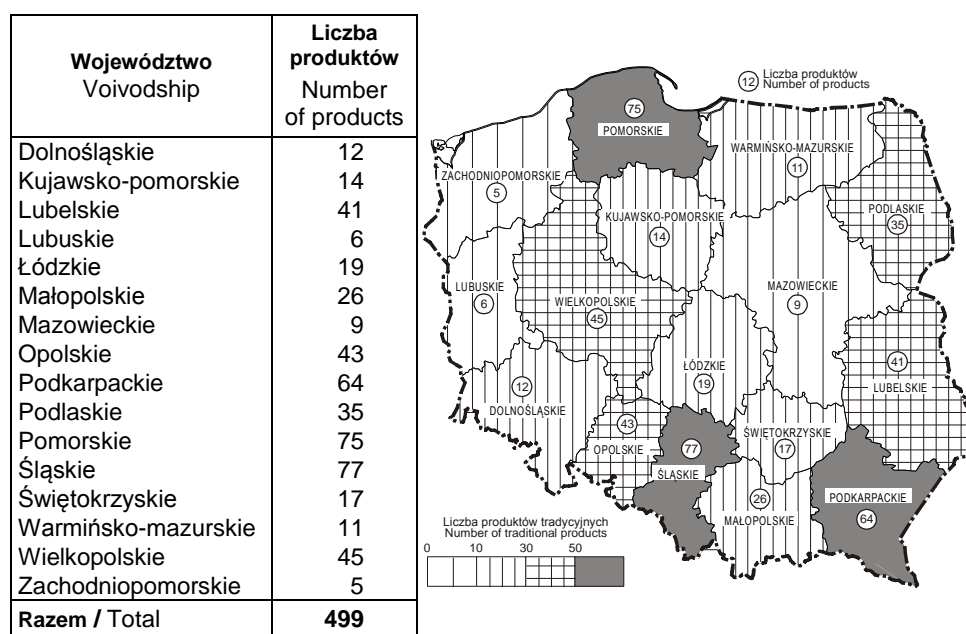 Województwo
Voivodship
Liczba
produktów
Number
of products
Dolnośląskie 12
Kujawsko-pomorskie 14
Lubelskie 41
Lubuskie 6
Łódzkie 19
Małopolskie 26
Mazowieckie 9
Opolskie 43
Podkarpackie 64
Podlaskie 35
Pomorskie 75
Śląskie 77
Świętokrzyskie 17
Warmińsko-mazurskie 11
Wielkopolskie 45
Zachodniopomorskie 5
Razem / Total 499
12 Liczba produktów
Number of products
75
POMORSKIE
WARMIŃSKO-MAZURSKIE
11
ZACHODNIOPOMORSKIE
5
PODLASKIE
35
KUJAWSKO-POMORSKIE
14
LUBUSKIE
6
WIELKOPOLSKIE
45
MAZOWIECKIE
9
ŁÓDZKIE
19
41
LUBELSKIE
12
DOLNOŚLĄSKIE
43
OPOLSKIE
77
ŚLĄSKIE
ŚWIĘTOKRZYSKIE
17
26
MAŁOPOLSKIE
PODKARPACKIE
64
Liczba produktów tradycyjnych
Number of traditional products
0 10 30 50